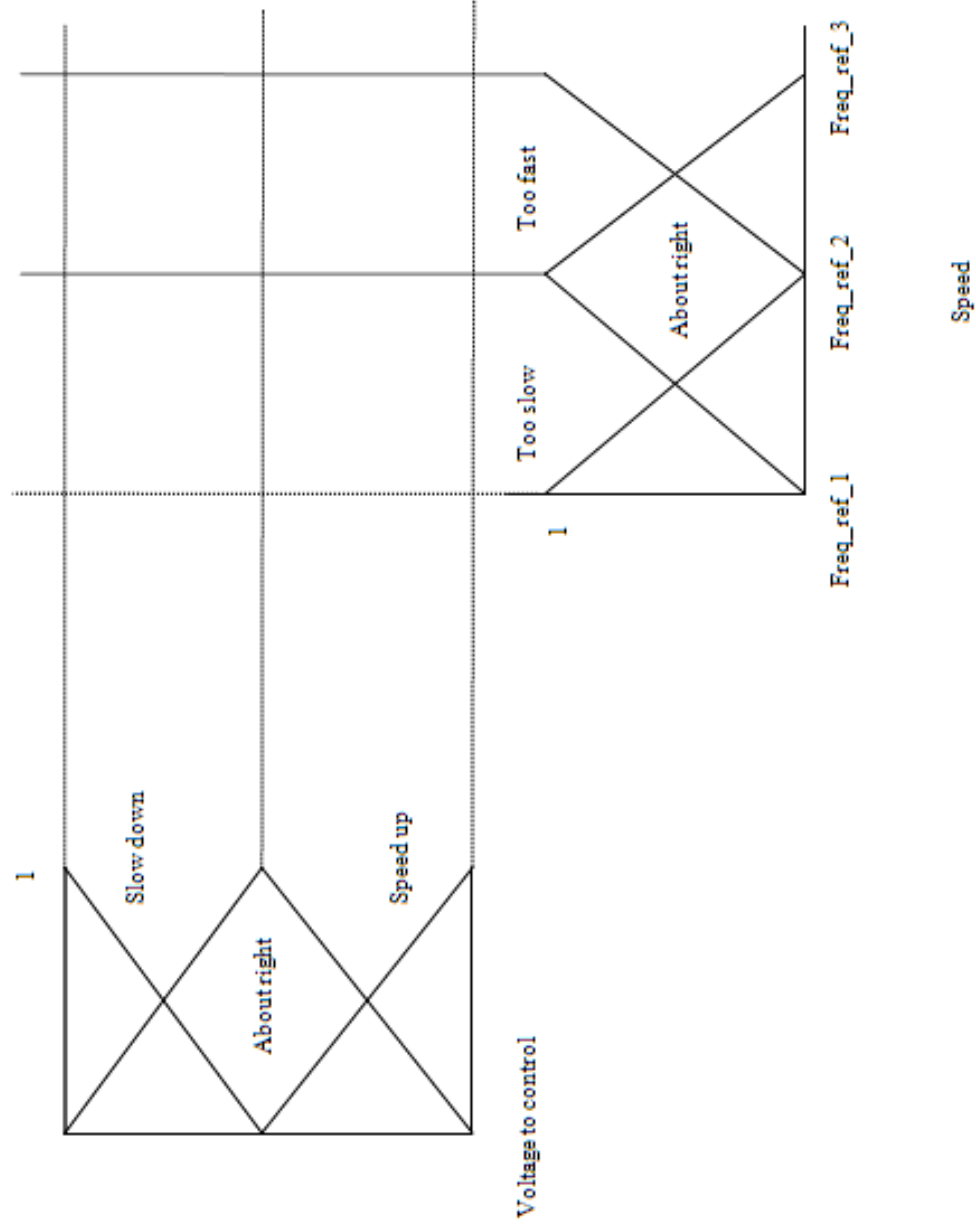 1
Slow down
About right
Speed up
Voltage to control
Too slow
Too fast
1
About right
Freq_ref_1
Freq_ref_2
Freq_ref_3
Speed